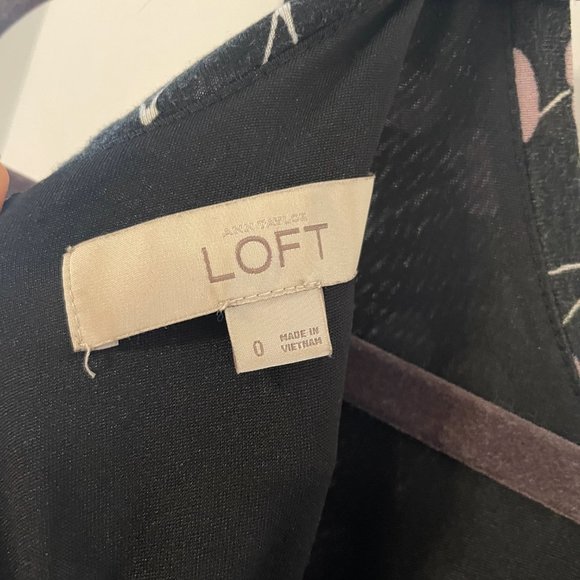 ANN TAYLOR
LOFT
0
MADE IN
VIETNAM